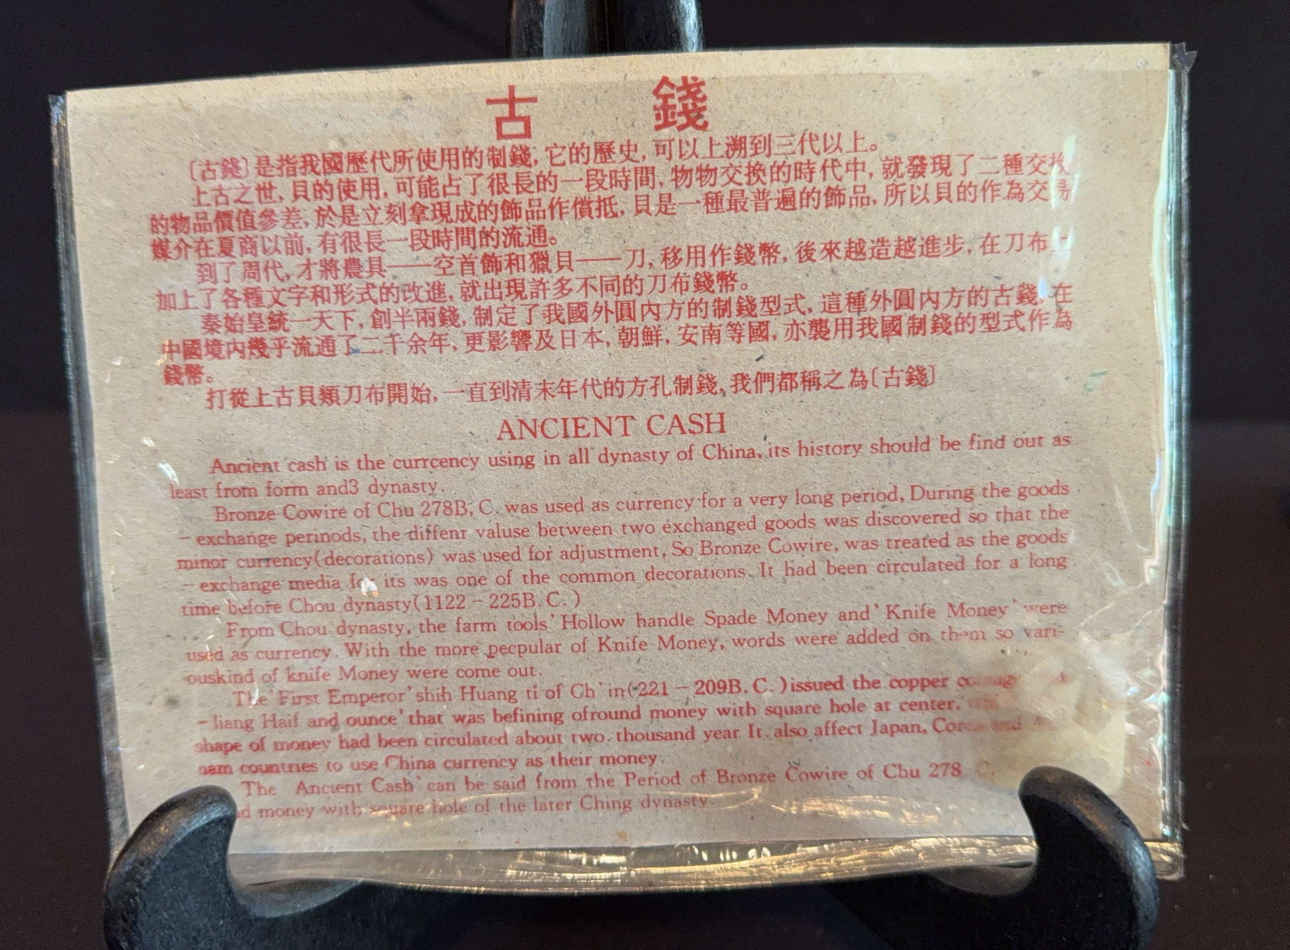 古 錢
〔古錢〕是指我國歷代所使用的制錢,它的歷史,可以上溯到三代以上。
上古之世,貝的使用,可能占了很長的一段時間,物物交換的時代中,就發現了二種交換
的物品價值參差,於是立刻拿現成的飾品作償抵,貝是一種最普遍的飾品,所以貝的作為交易
媒介在夏商以前,有很長一段時間的流通。
到了周代,才將農具——空首飾和獵貝——刀,移用作錢幣,後來越造越進步,在刀布
加上了各種文字和形式的改進,就出現許多不同的刀布錢幣。
秦始皇統一天下,創半兩錢,制定了我國外圓內方的制錢型式,這種外圓內方的古錢,在
中國境內幾乎流通了二千余年,更影響及日本,朝鮮,安南等國,亦襲用我國制錢的型式作為
錢幣。
打從上古貝類刀布開始,一直到清末年代的方孔制錢,我們都稱之為〔古錢〕
ANCIENT CASH
Ancient cash is the currcency using in all dynasty of China, its history should be find out as
least from form and3 dynasty.
Bronze Cowire of Chu 278B. C. was used as currency for a very long period, During the goods
- exchange perinods, the diffenr valuse between two exchanged goods was discovered so that the
minor currency(decorations) was used for adjustment, So Bronze Cowire, was treated as the goods
- exchange media for its was one of the common decorations. It had been circulated for a long
time before Chou dynasty(1122 - 225B. C. )
From Chou dynasty, the farm tools' Hollow handle Spade Money and' Knife Money' were
used as currency. With the more pecpular of Knife Money, words were added on them so vari-
ouskind of knife Money were come out.
The 'First Emperor' shih Huang ti of Ch'in(-221 - 209B. C. )issued the copper
- liang Haif and ounce' that was befining ofround money with square hole at center.
shape of money had been circulated about two. thousand year It. also affect Japan,
nam countries to use China currency as their money.
The Ancient Cash' can be said from the Period of Bronze Cowire of Chu 278
money with square hole of the later Ching dynasty